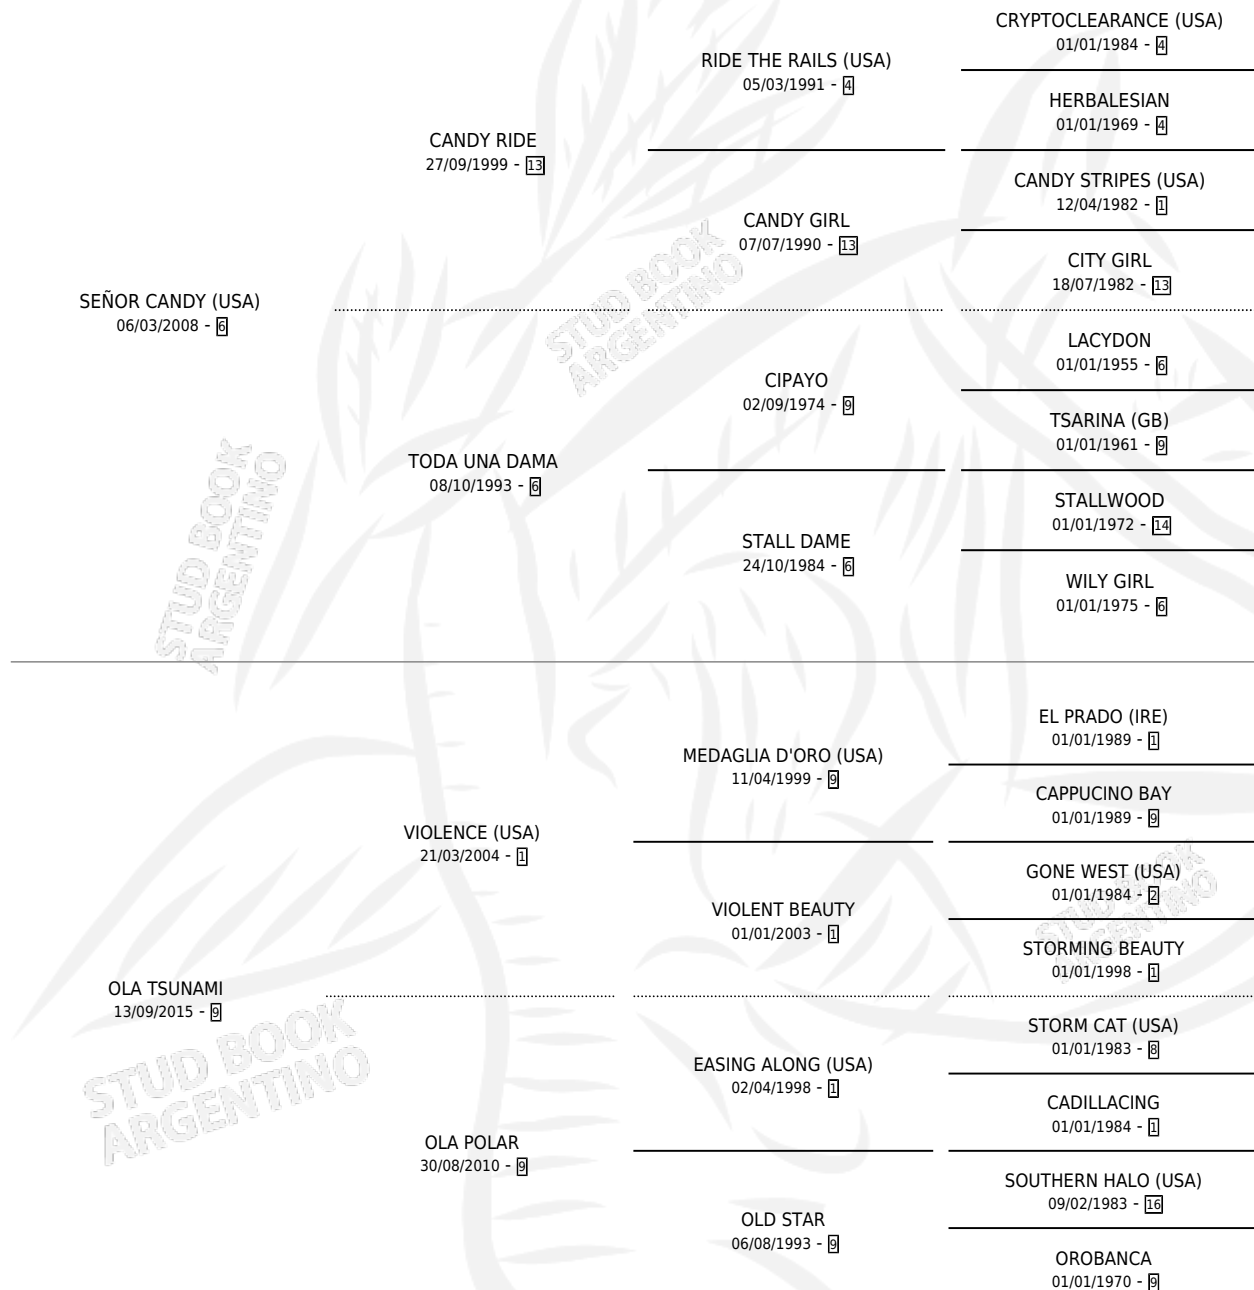 CRYPTOCLEARANCE (USA)
01/01/1984 - 4
RIDE THE RAILS (USA)
05/03/1991 - 4
HERBALESIAN
01/01/1969 - 4
CANDY RIDE
27/09/1999 - 13
CANDY STRIPES (USA)
12/04/1982 - 1
CANDY GIRL
07/07/1990 - 13
CITY GIRL
18/07/1982 - 13
SEÑOR CANDY (USA)
06/03/2008 - 6
LACYDON
01/01/1955 - 6
CIPAYO
02/09/1974 - 9
TSARINA (GB)
01/01/1961 - 9
TODA UNA DAMA
08/10/1993 - 6
STALLWOOD
01/01/1972 - 14
STALL DAME
24/10/1984 - 6
WILY GIRL
01/01/1975 - 6
EL PRADO (IRE)
01/01/1989 - 1
MEDAGLIA D'ORO (USA)
11/04/1999 - 9
CAPPUCINO BAY
01/01/1989 - 9
VIOLENCE (USA)
21/03/2004 - 1
GONE WEST (USA)
01/01/1984 - 2
VIOLENT BEAUTY
01/01/2003 - 1
STORMING BEAUTY
01/01/1998 - 1
OLA TSUNAMI
13/09/2015 - 9
STORM CAT (USA)
01/01/1983 - 8
EASING ALONG (USA)
02/04/1998 - 1
CADILLACING
01/01/1984 - 1
OLA POLAR
30/08/2010 - 9
SOUTHERN HALO (USA)
09/02/1983 - 16
OLD STAR
06/08/1993 - 9
OROBANCA
01/01/1970 - 9
STUD BOOK
ARGENTINO
STUD BOOK
ARGENTINO
STUD BOOK
ARGENTINO
STUD BOOK
ARGENTINO